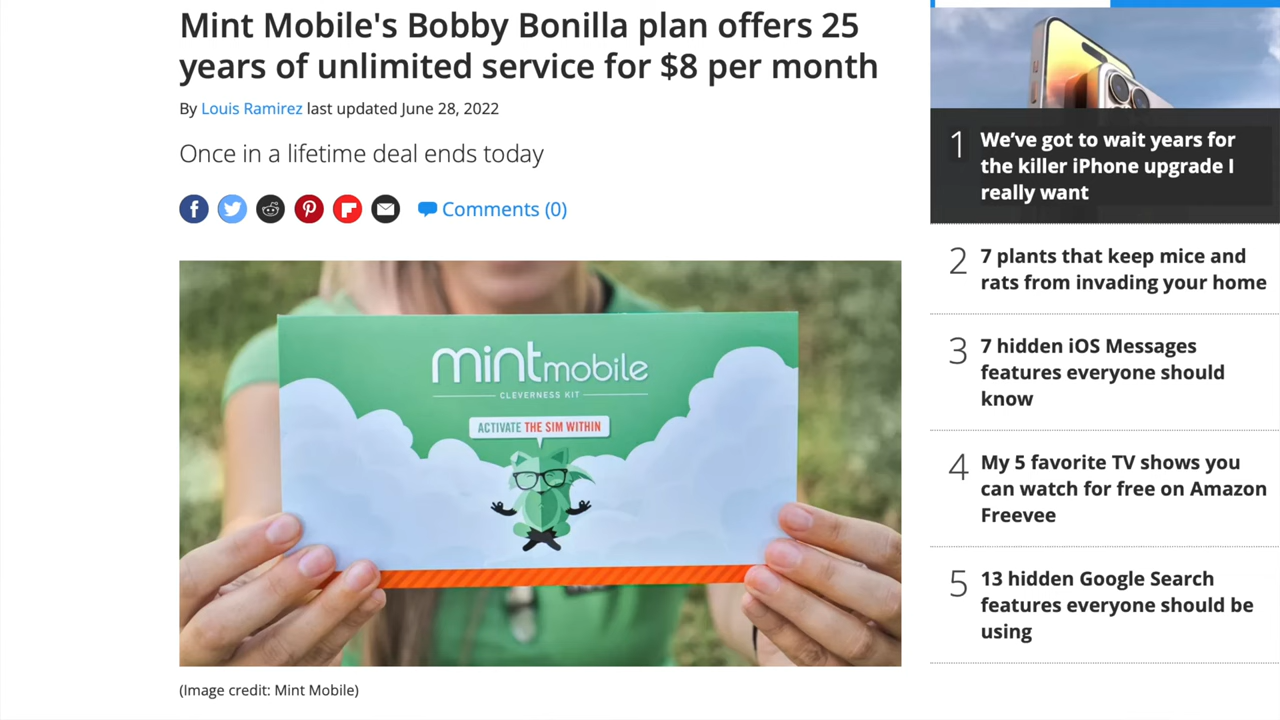 Mint Mobile's Bobby Bonilla plan offers 25
years of unlimited service for $8 per month
By Louis Ramirez last updated June 28, 2022
Once in a lifetime deal ends today
Comments (0)
mintmobile
CLEVERNESS KIT
ACTIVATE THE SIM WITHIN
(Image credit: Mint Mobile)
1
We’ve got to wait years for
the killer iPhone upgrade I
really want
2
7 plants that keep mice and
rats from invading your home
3
7 hidden iOS Messages
features everyone should
know
4
My 5 favorite TV shows you
can watch for free on Amazon
Freevee
5
13 hidden Google Search
features everyone should be
using